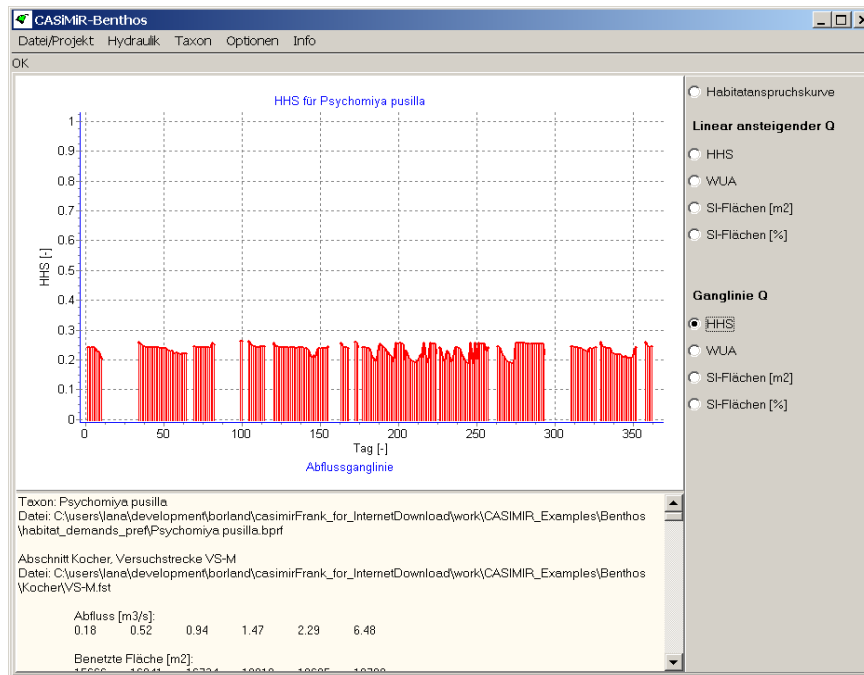 CASiMiR-Benthos
Datei/Projekt Hydraulik Taxon Optionen Info
OK
HHS für Psychomiya pusilla
1
0.9
0.8
0.7
0.6
0.5
0.4
0.3
0.2
0.1
0
HHS [-]
0 50 100 150 200 250 300 350
Tag [-]
Abflussganglinie
Habitatanspruchskurve
Linear ansteigender Q
HHS
WUA
SI-Flächen [m2]
SI-Flächen [%]
Ganglinie Q
HHS
WUA
SI-Flächen [m2]
SI-Flächen [%]
Taxon: Psychomiya pusilla
Datei: C:\users\lana\development\borland\casimirFrank_for_InternetDownload\work\CASIMIR_Examples\Benthos
\habitat_demands_pref\Psychomiya pusilla.bprf
Abschnitt Kocher, Versuchstrecke VS-M
Datei: C:\users\lana\development\borland\casimirFrank_for_InternetDownload\work\CASIMIR_Examples\Benthos
\Kocher\VS-M.fst
Abfluss [m3/s]:
0.18 0.52 0.94 1.47 2.29 6.48
Benetzte Fläche [m2]: